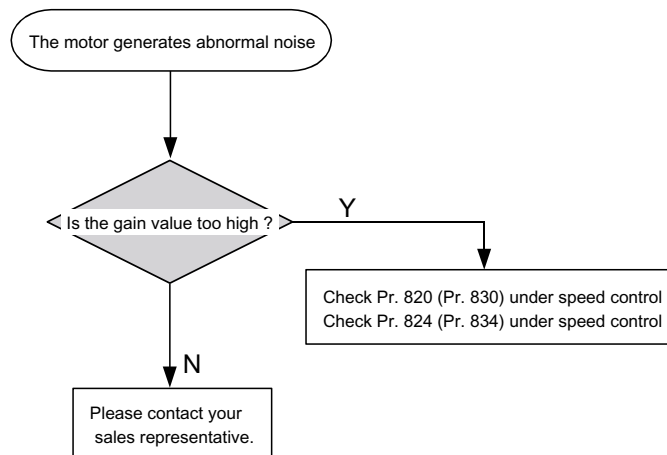 The motor generates abnormal noise
Is the gain value too high ?
Y
Check Pr. 820 (Pr. 830) under speed control
Check Pr. 824 (Pr. 834) under speed control
N
Please contact your
sales representative.